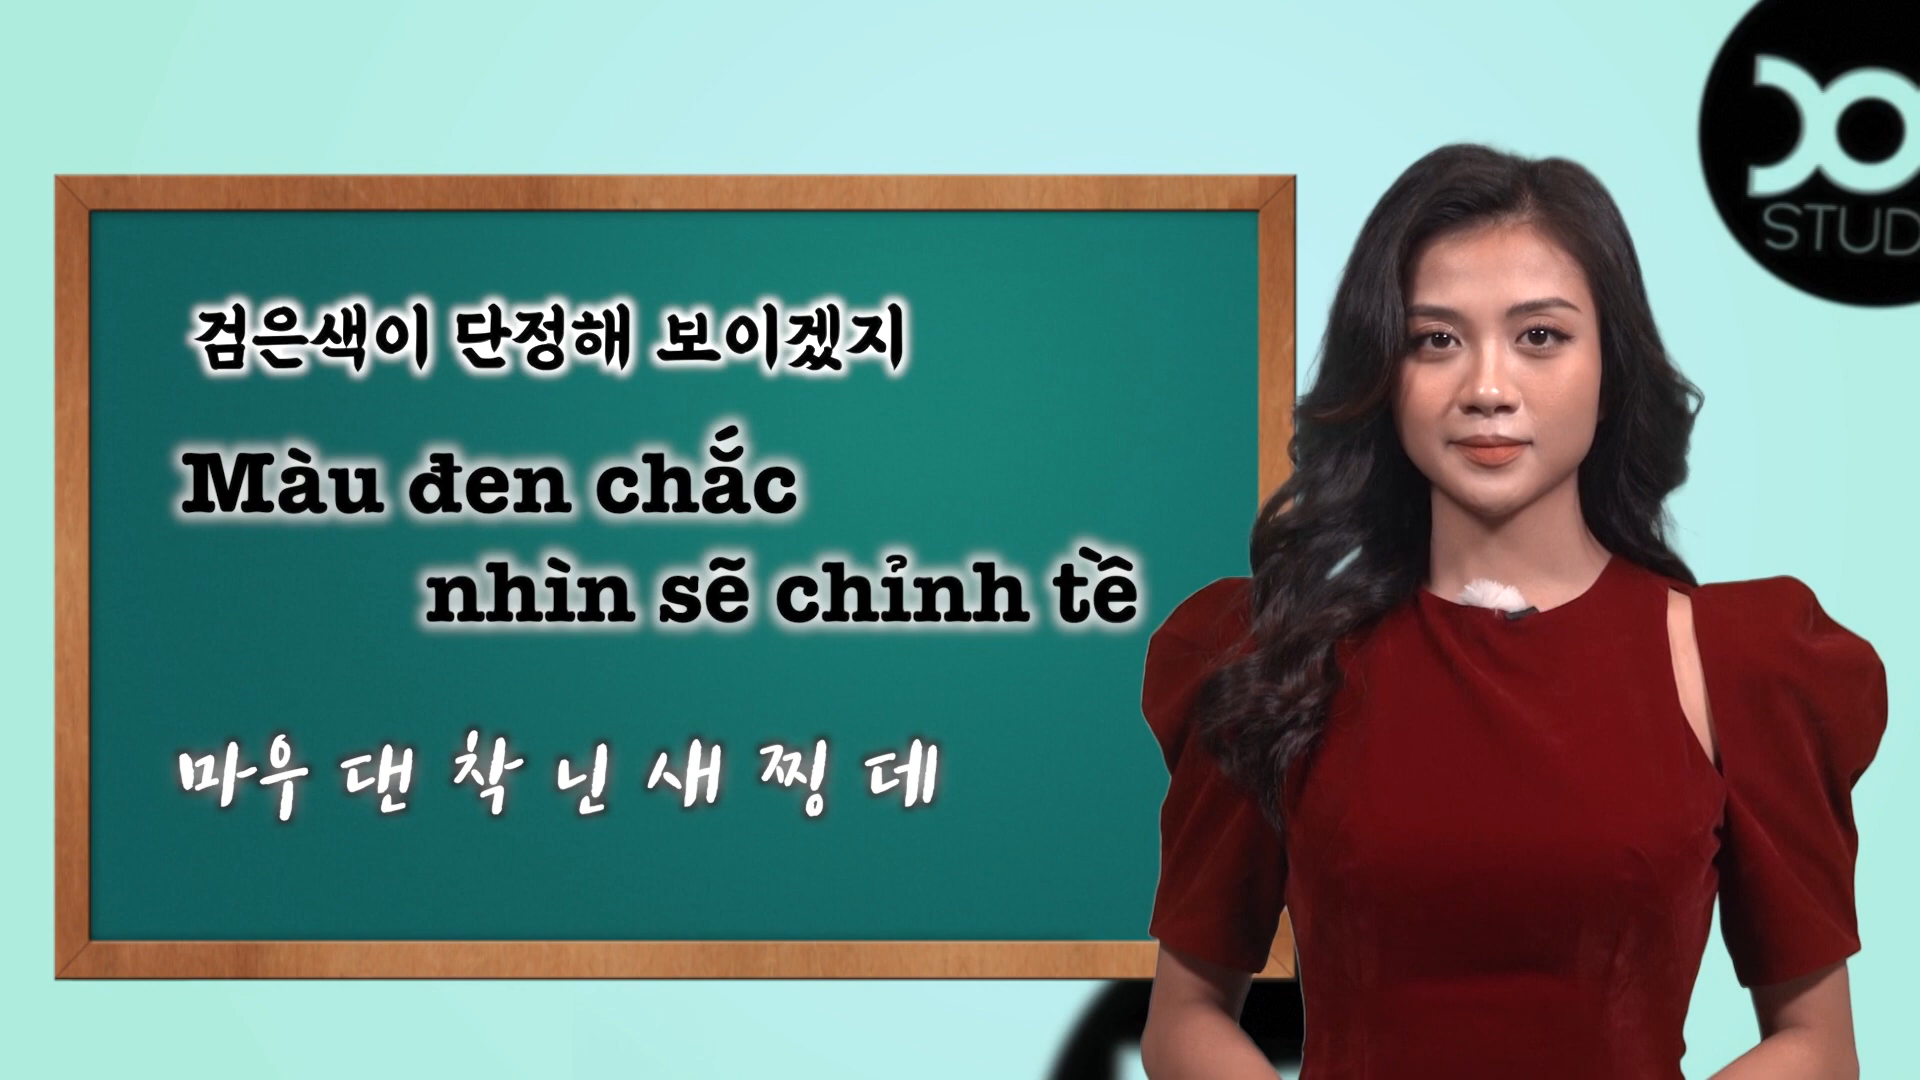 검은색이 단정해 보이겠지
Màu đen chắc
nhìn sẽ chỉnh tề
마우 댄 착 닌 새 찡 데